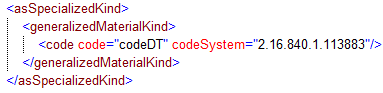 <asSpecializedKind>
<generalizedMaterialKind>
<code code="codeDT" codeSystem="2.16.840.1.113883"/>
</generalizedMaterialKind>
</asSpecializedKind>